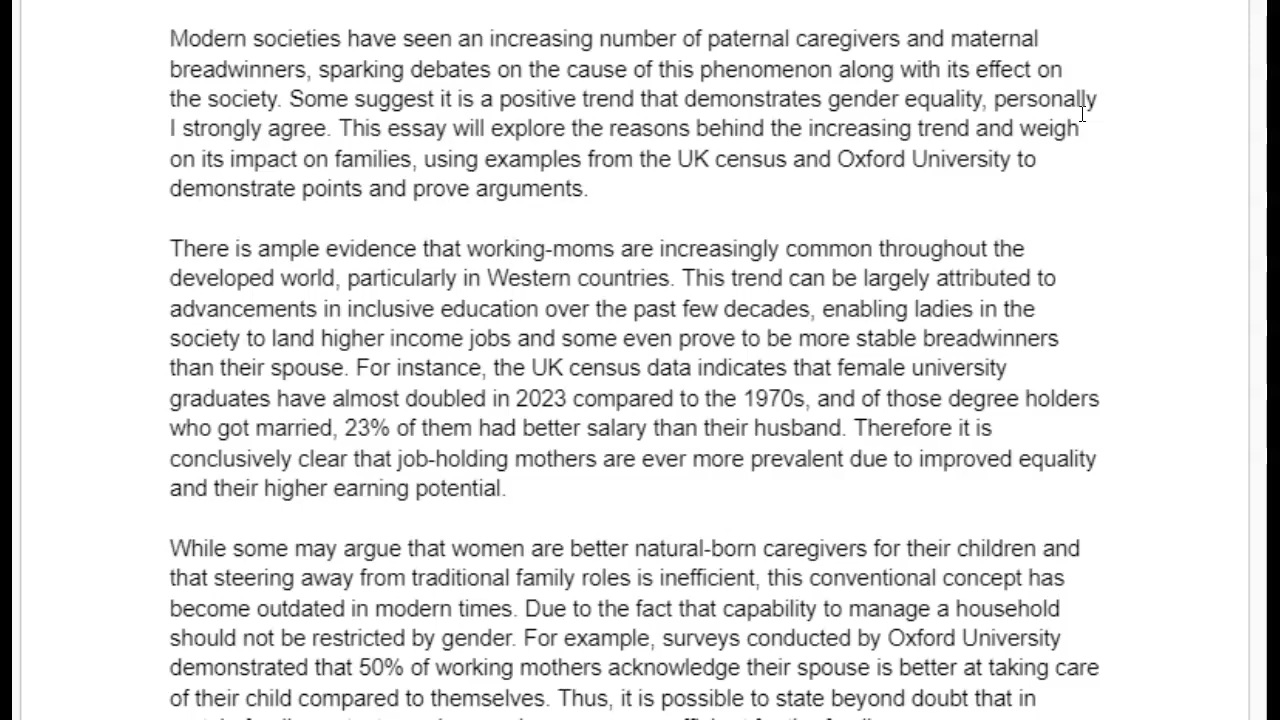 Modern societies have seen an increasing number of paternal caregivers and maternal
breadwinners, sparking debates on the cause of this phenomenon along with its effect on
the society. Some suggest it is a positive trend that demonstrates gender equality, personally
I strongly agree. This essay will explore the reasons behind the increasing trend and weigh
on its impact on families, using examples from the UK census and Oxford University to
demonstrate points and prove arguments.
There is ample evidence that working-moms are increasingly common throughout the
developed world, particularly in Western countries. This trend can be largely attributed to
advancements in inclusive education over the past few decades, enabling ladies in the
society to land higher income jobs and some even prove to be more stable breadwinners
than their spouse. For instance, the UK census data indicates that female university
graduates have almost doubled in 2023 compared to the 1970s, and of those degree holders
who got married, 23% of them had better salary than their husband. Therefore it is
conclusively clear that job-holding mothers are ever more prevalent due to improved equality
and their higher earning potential.
While some may argue that women are better natural-born caregivers for their children and
that steering away from traditional family roles is inefficient, this conventional concept has
become outdated in modern times. Due to the fact that capability to manage a household
should not be restricted by gender. For example, surveys conducted by Oxford University
demonstrated that 50% of working mothers acknowledge their spouse is better at taking care
of their child compared to themselves. Thus, it is possible to state beyond doubt that in